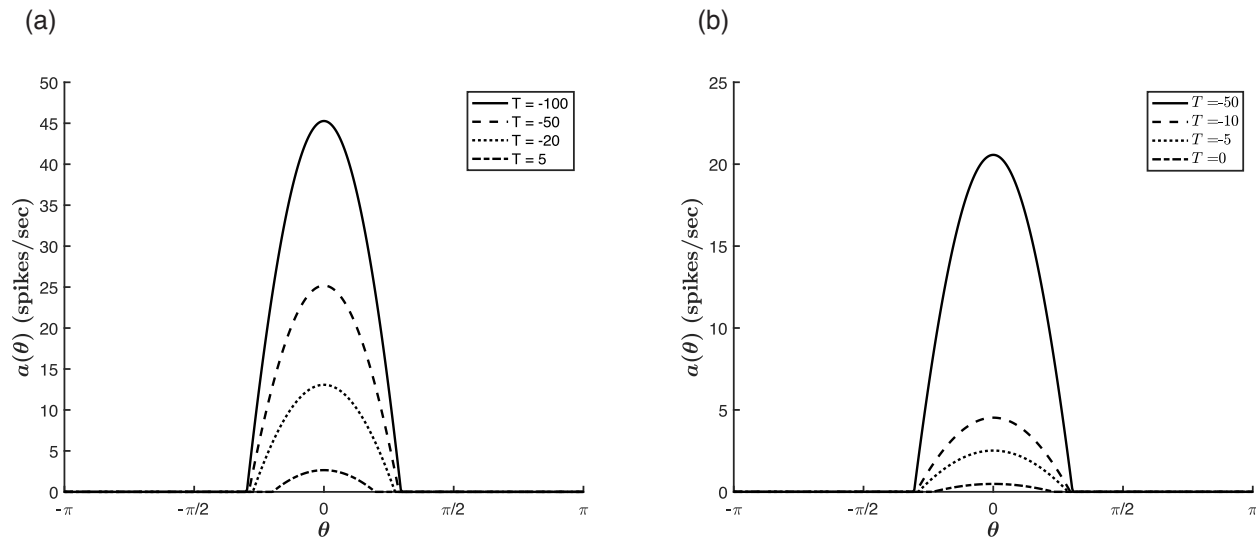 (a)
50
45
40
35
30
25
20
15
10
5
0
a(θ) (spikes/sec)
-π
-π/2
0
π/2
π
θ
T = -100
T = -50
T = -20
T = 5
(b)
25
20
15
10
5
0
a(θ) (spikes/sec)
-π
-π/2
0
π/2
π
θ
T =-50
T =-10
T =-5
T =0